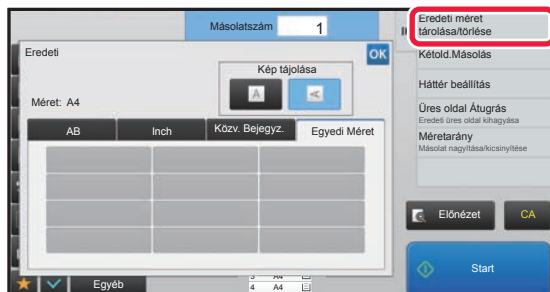 Másolatszám 1
Eredeti méret
tárolása/törlése
Eredeti
OK
Kétold.Másolás
Kép tájolása
A A
Háttér beállítás
Méret: A4
Üres oldal Átugrás
Eredeti üres oldal kihagyása
AB Inch Közv. Bejegyz. Egyedi Méret
Méretarány
Másolat nagyítása/kicsinyítése
Előnézet CA
Start
Egyéb
3 A4
4 A4